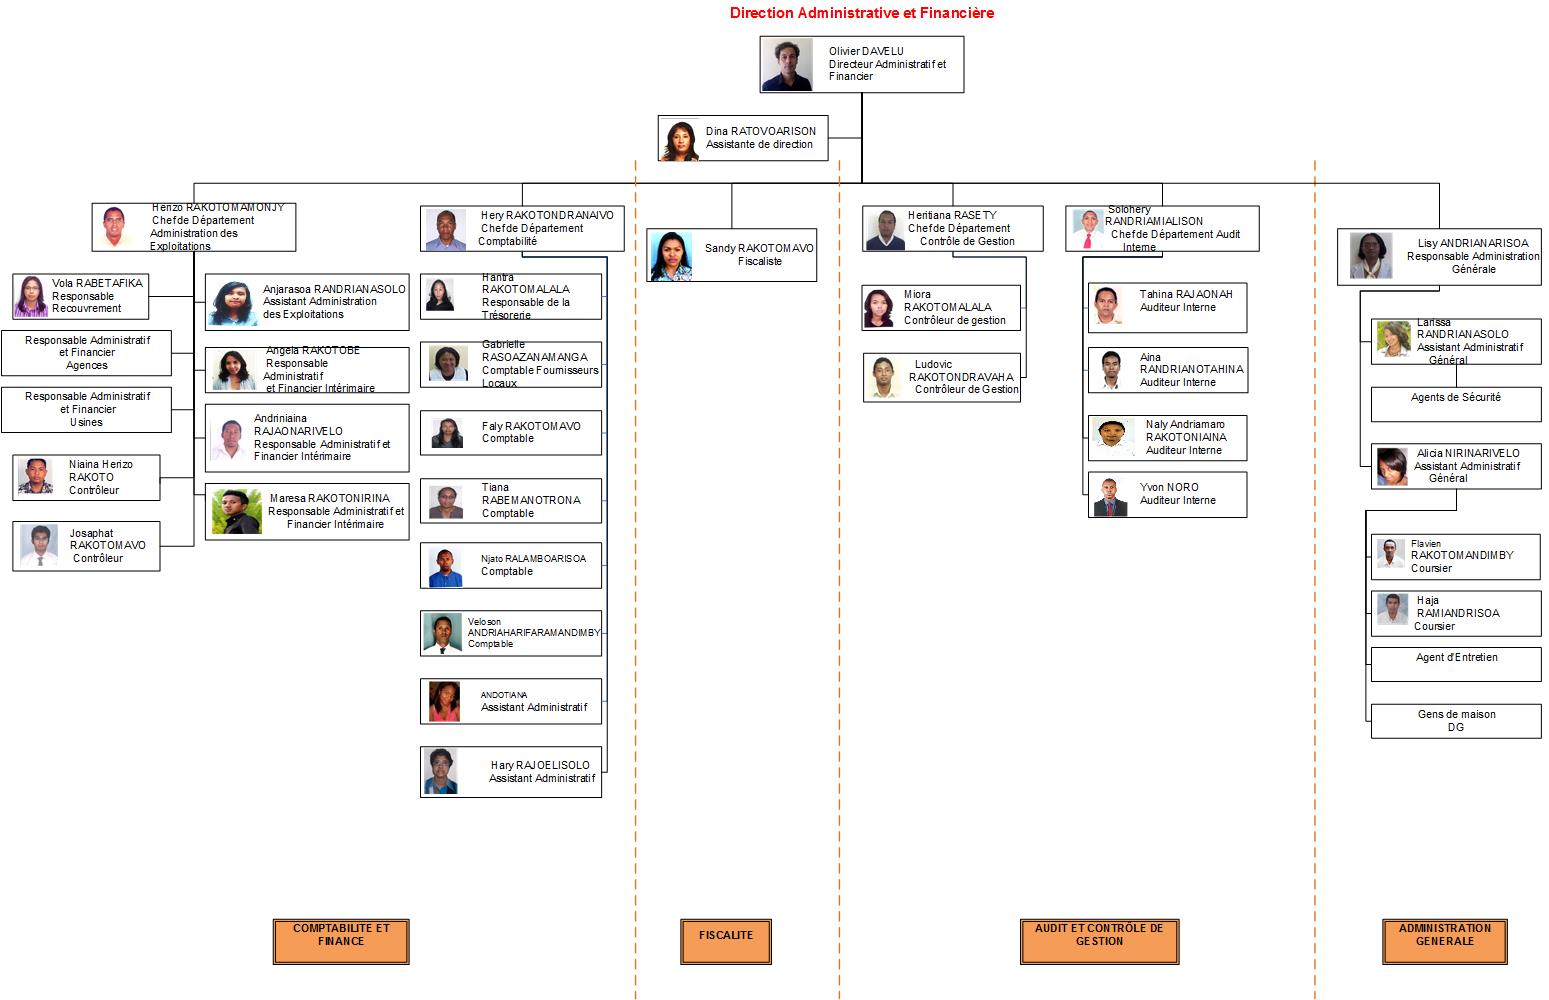 Direction Administrative et Financière
Olivier DAVELU
Directeur Administratif et
Financier
Dina RATOVOARISON
Assistante de direction
Herizo RAKOTOMAMONJY
Chef de Département
Administration des
Exploitations
Vola RABETAFIKA
Responsable
Recouvrement
Responsable Administratif
et Financier
Agences
Responsable Administratif
et Financier
Usines
Niaina Herizo
RAKOTO
Contrôleur
Josaphat
RAKOTOMAVO
Contrôleur
Anjarasoa RANDRIANASOLO
Assistant Administration
des Exploitations
Angela RAKOTOBE
Responsable
Administratif
et Financier Intérimaire
Andriniaina
RAJAONARIVELO
Responsable Administratif et
Financier Intérimaire
Maresa RAKOTONIRINA
Responsable Administratif et
Financier Intérimaire
Hery RAKOTONDRANAIVO
Chef de Département
Comptabilité
Hantra
RAKOTOMALALA
Responsable de la
Trésorerie
Gabrielle
RASOAZANAMANGA
Comptable Fournisseurs
Locaux
Faly RAKOTOMAVO
Comptable
Tiana
RABEMANOTRONA
Comptable
Njato RALAMBOARISOA
Comptable
Veloson
ANDRIAHARIFARAMANDIMBY
Comptable
ANDOTIANA
Assistant Administratif
Hary RAJOELISOLO
Assistant Administratif
Sandy RAKOTOMAVO
Fiscaliste
Heritiana RASETY
Chef de Département
Contrôle de Gestion
Miora
RAKOTOMALALA
Contrôleur de gestion
Ludovic
RAKOTONDRAVAHA
Contrôleur de Gestion
Solohery
RANDRIAMIALISON
Chef de Département Audit
Interne
Tahina RAJAONAH
Auditeur Interne
Aina
RANDRIANOTAHINA
Auditeur Interne
Naly Andriamaro
RAKOTONIAINA
Auditeur Interne
Yvon NORO
Auditeur Interne
Lisy ANDRIANARISOA
Responsable Administration
Générale
Larissa
RANDRIANASOLO
Assistant Administratif
Général
Agents de Sécurité
Alicia NIRINARIVELO
Assistant Administratif
Général
Flavien
RAKOTOMANDIMBY
Coursier
Haja
RAMIANDRISOA
Coursier
Agent d'Entretien
Gens de maison
DG
COMPTABILITE ET
FINANCE
FISCALITE
AUDIT ET CONTRÔLE DE
GESTION
ADMINISTRATION
GENERALE